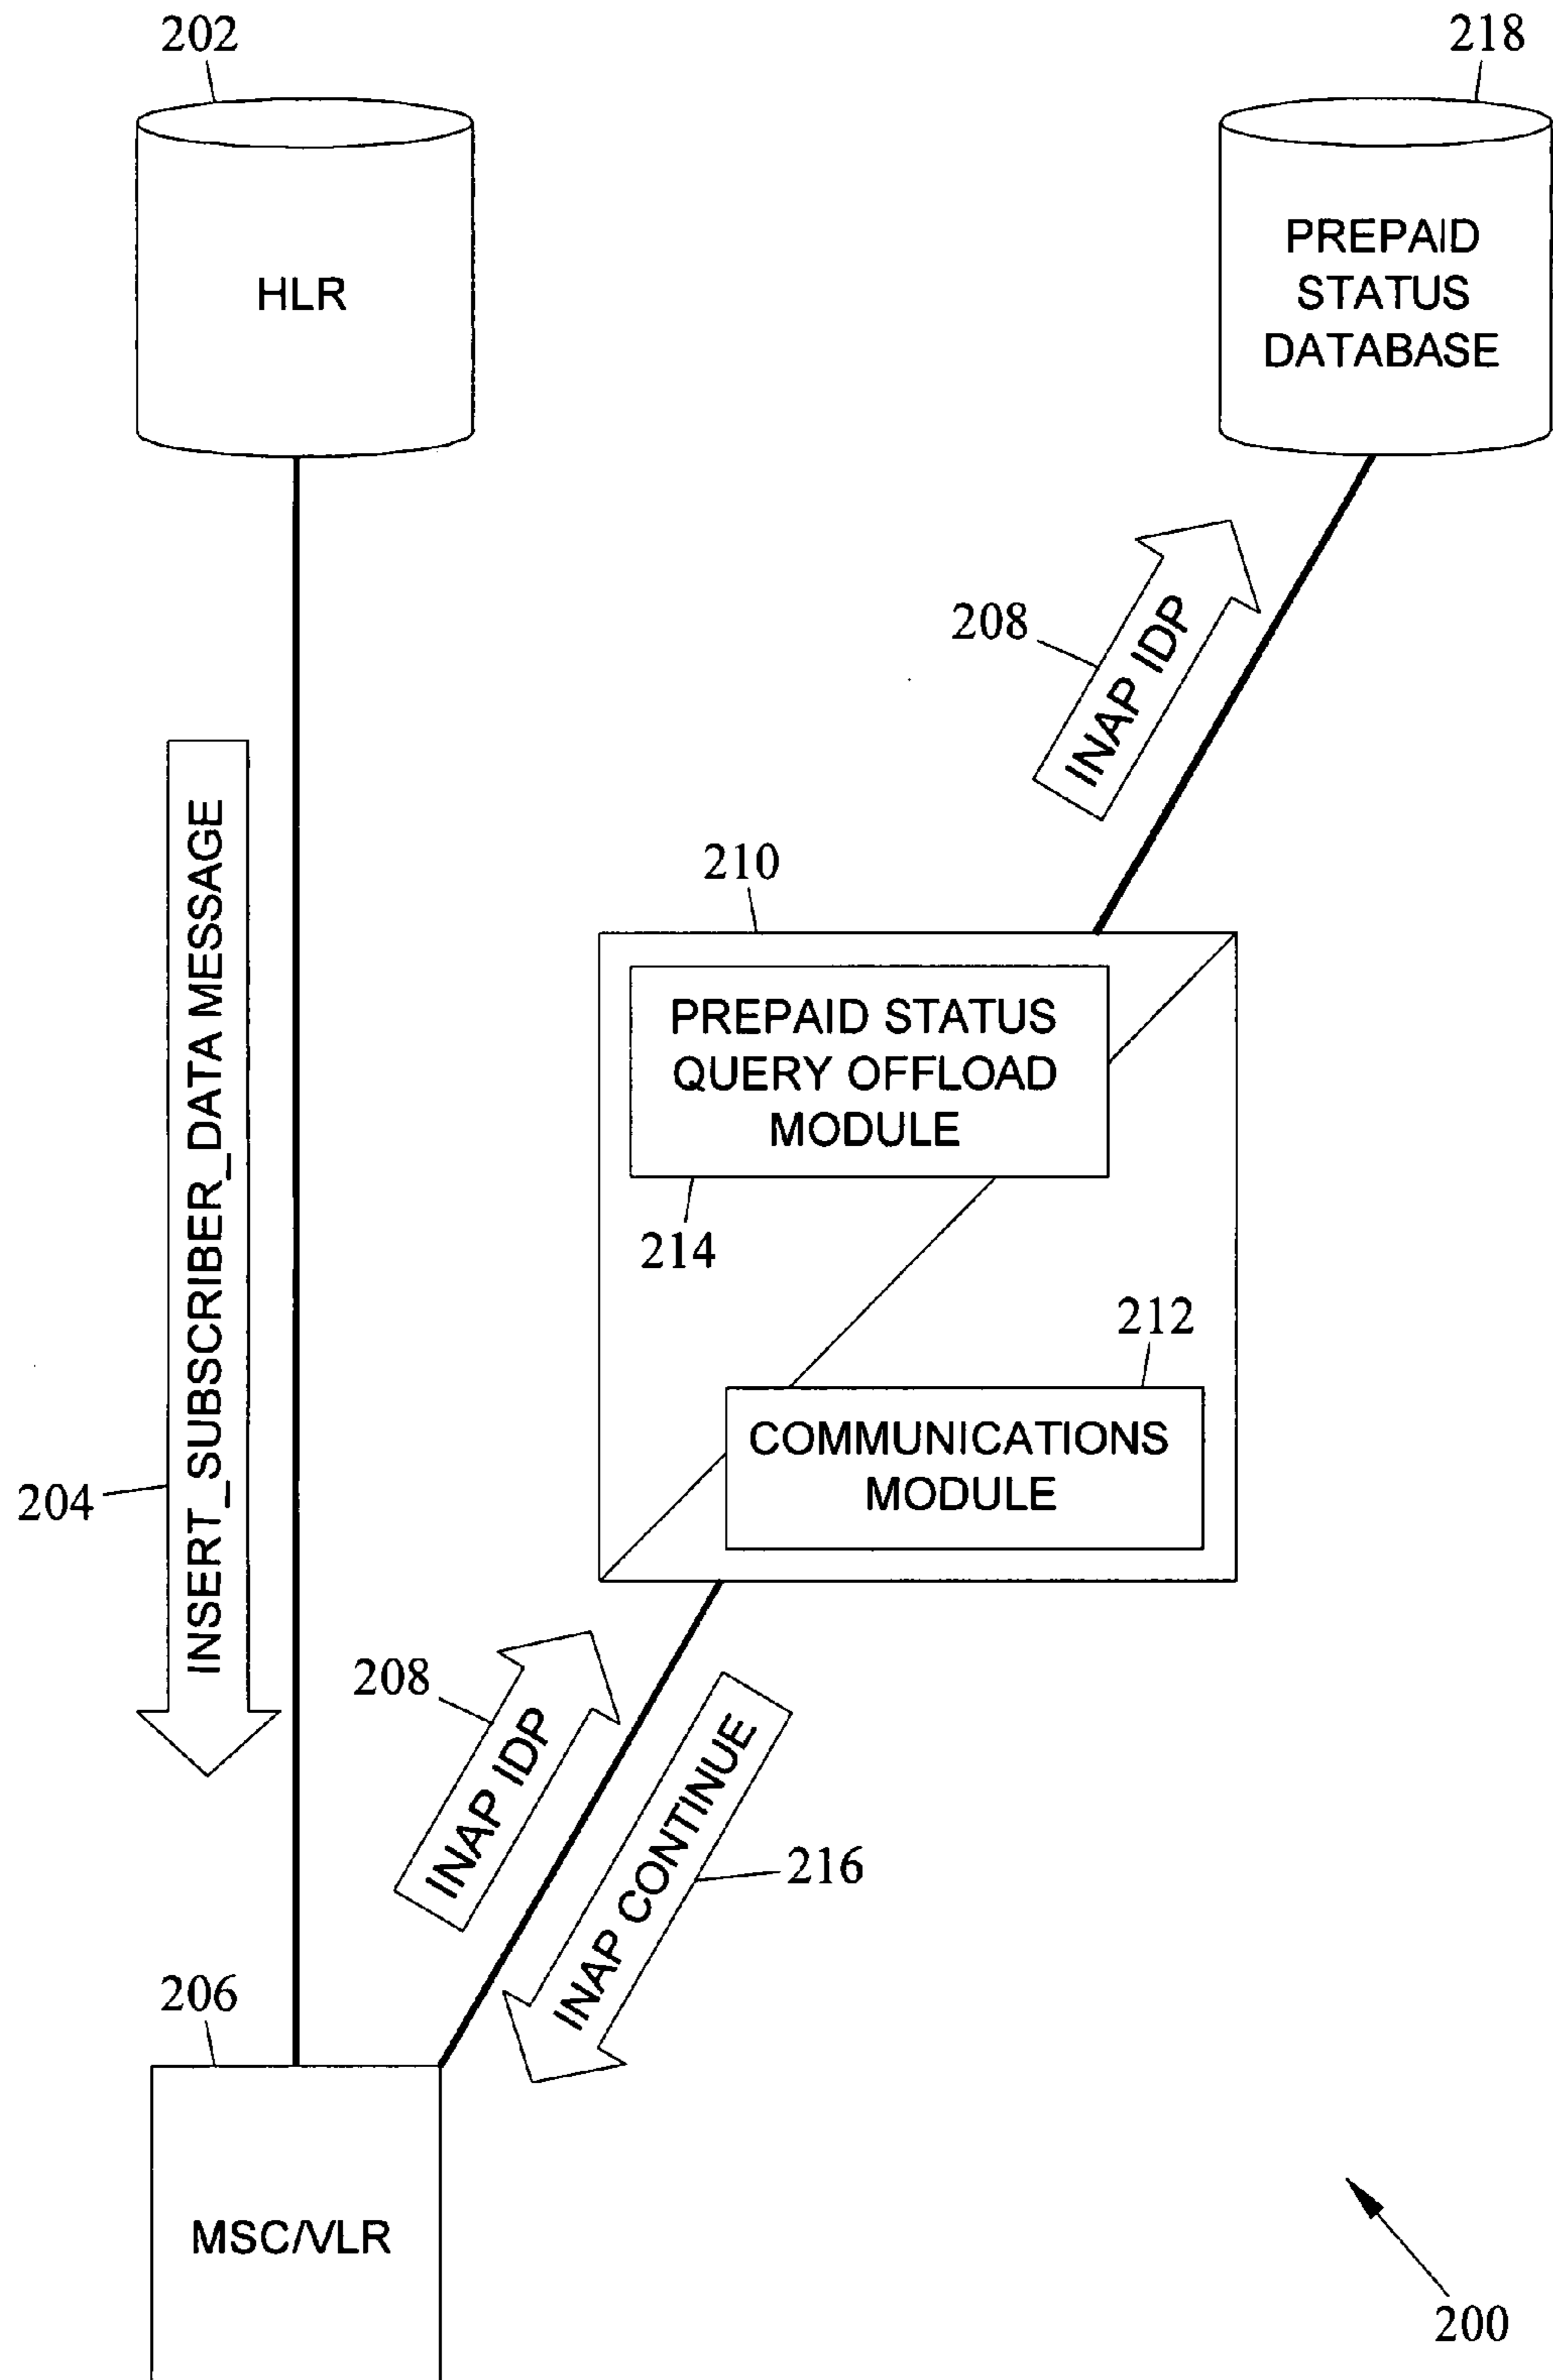 202
218
HLR
PREPAID
STATUS
DATABASE
208
INAP IDP
210
PREPAID STATUS
QUERY OFFLOAD
MODULE
214
212
COMMUNICATIONS
MODULE
INSERT_SUBSCRIBER_DATA MESSAGE
204
208
INAP IDP
INAP CONTINUE
216
206
MSC/VLR
200